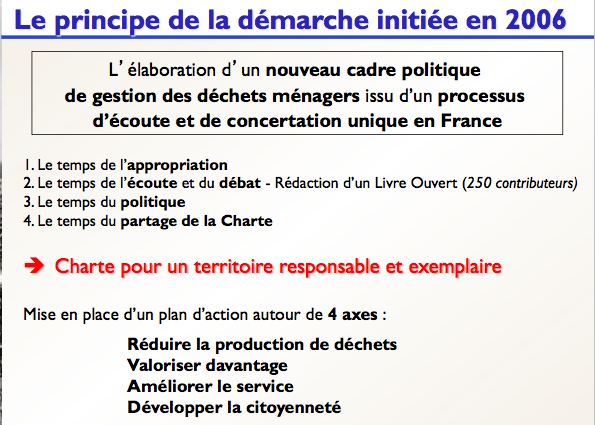 Le principe de la démarche initiée en 2006
L’élaboration d’un nouveau cadre politique
de gestion des déchets ménagers issu d’un processus
d’écoute et de concertation unique en France
1. Le temps de l’appropriation
2. Le temps de l’écoute et du débat - Rédaction d’un Livre Ouvert (250 contributeurs)
3. Le temps du politique
4. Le temps du partage de la Charte
➔ Charte pour un territoire responsable et exemplaire
Mise en place d’un plan d’action autour de 4 axes :
Réduire la production de déchets
Valoriser davantage
Améliorer le service
Développer la citoyenneté